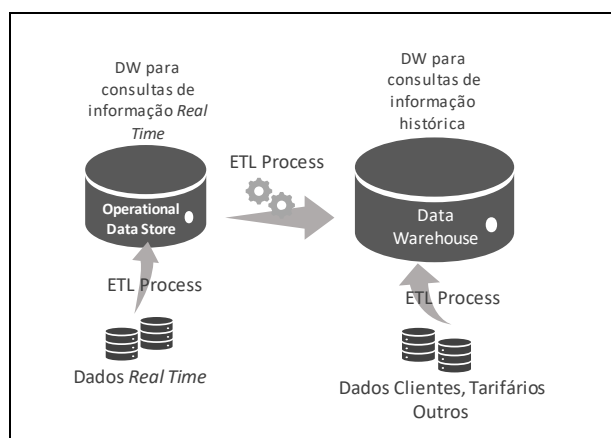 DW para
consultas de
informação Real
Time
DW para
consultas de
informação
histórica
ETL Process
Operational
Data Store
Data
Warehouse
ETL Process
ETL Process
Dados Real Time
Dados Clientes, Tarifários
Outros